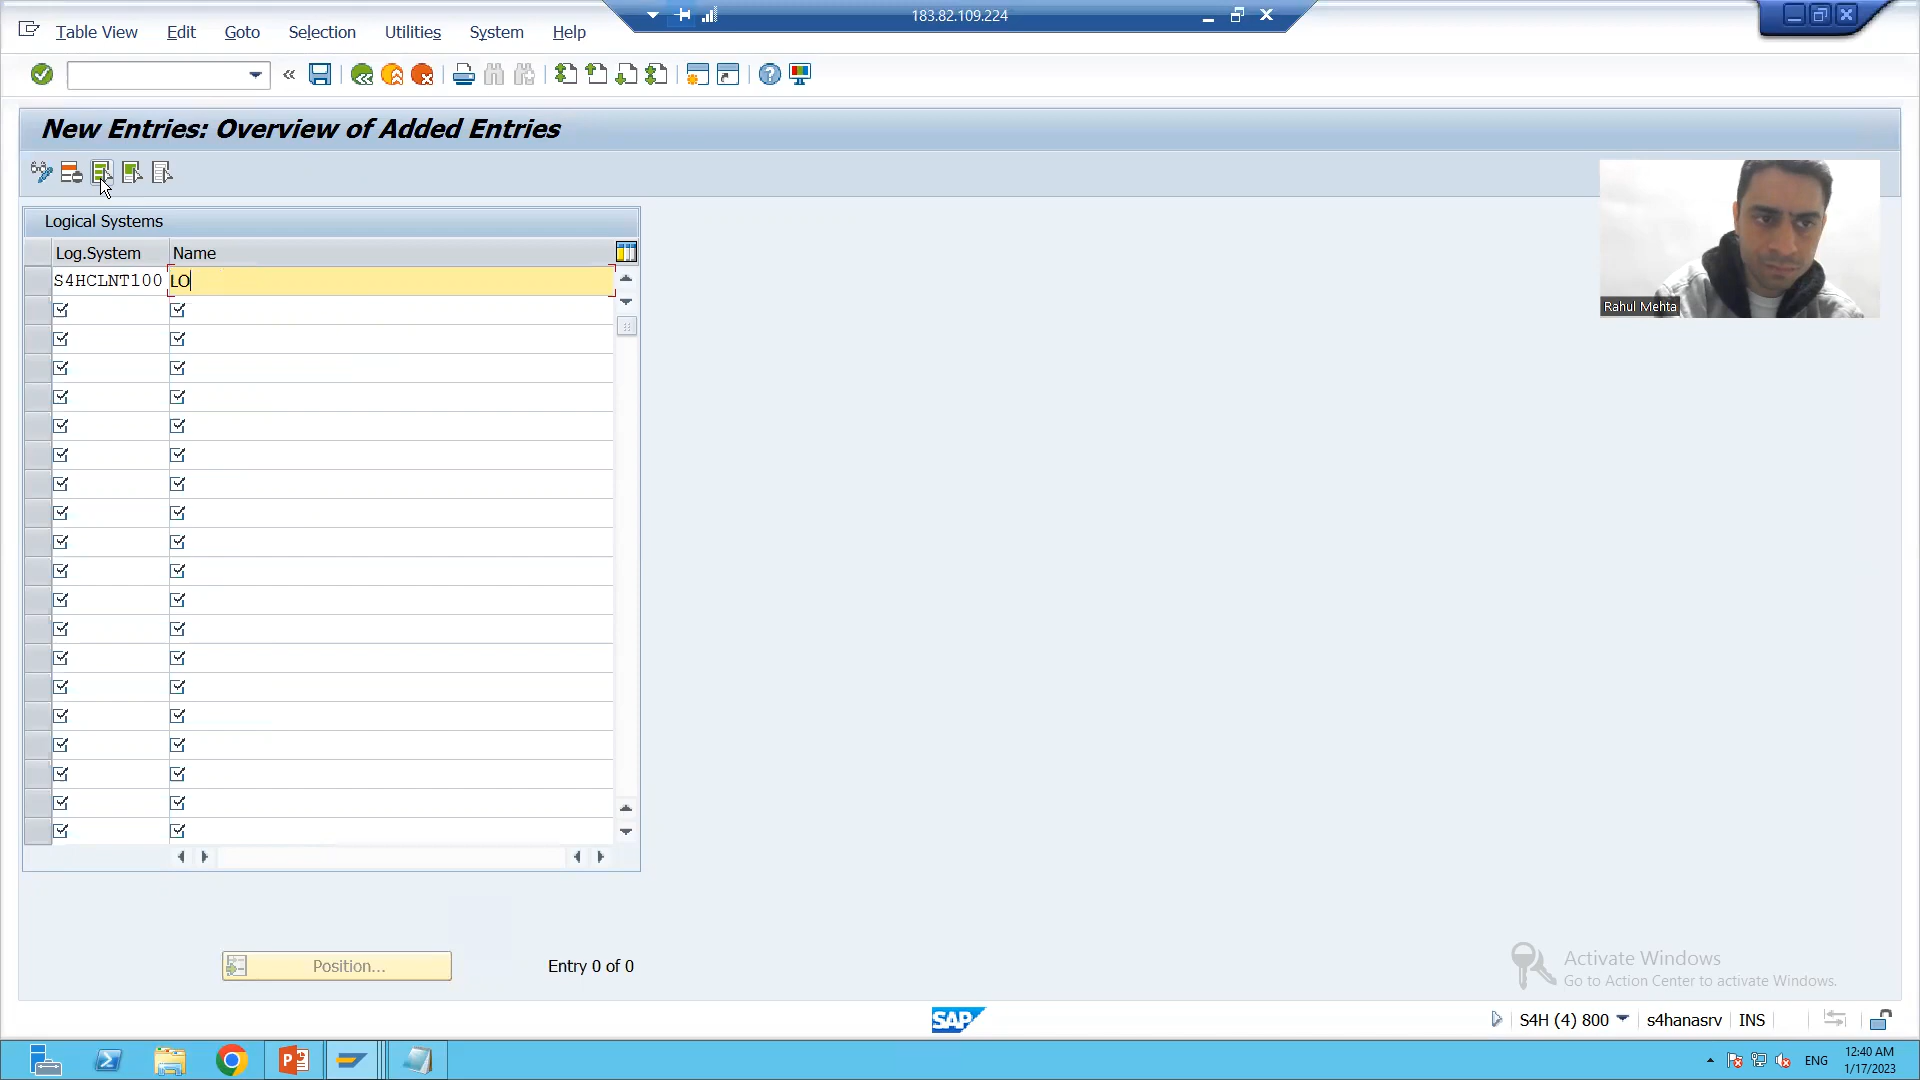 183.82.109.224
Table View Edit Goto Selection Utilities System Help
New Entries: Overview of Added Entries
Rahul Mehta
Logical Systems
Log.System Name
S4HCLNT100 LO
Position... Entry 0 of 0
Activate Windows
Go to Action Center to activate Windows.
SAP S4H (4) 800 s4hanasrv INS
ENG 12:40 AM
1/17/2023